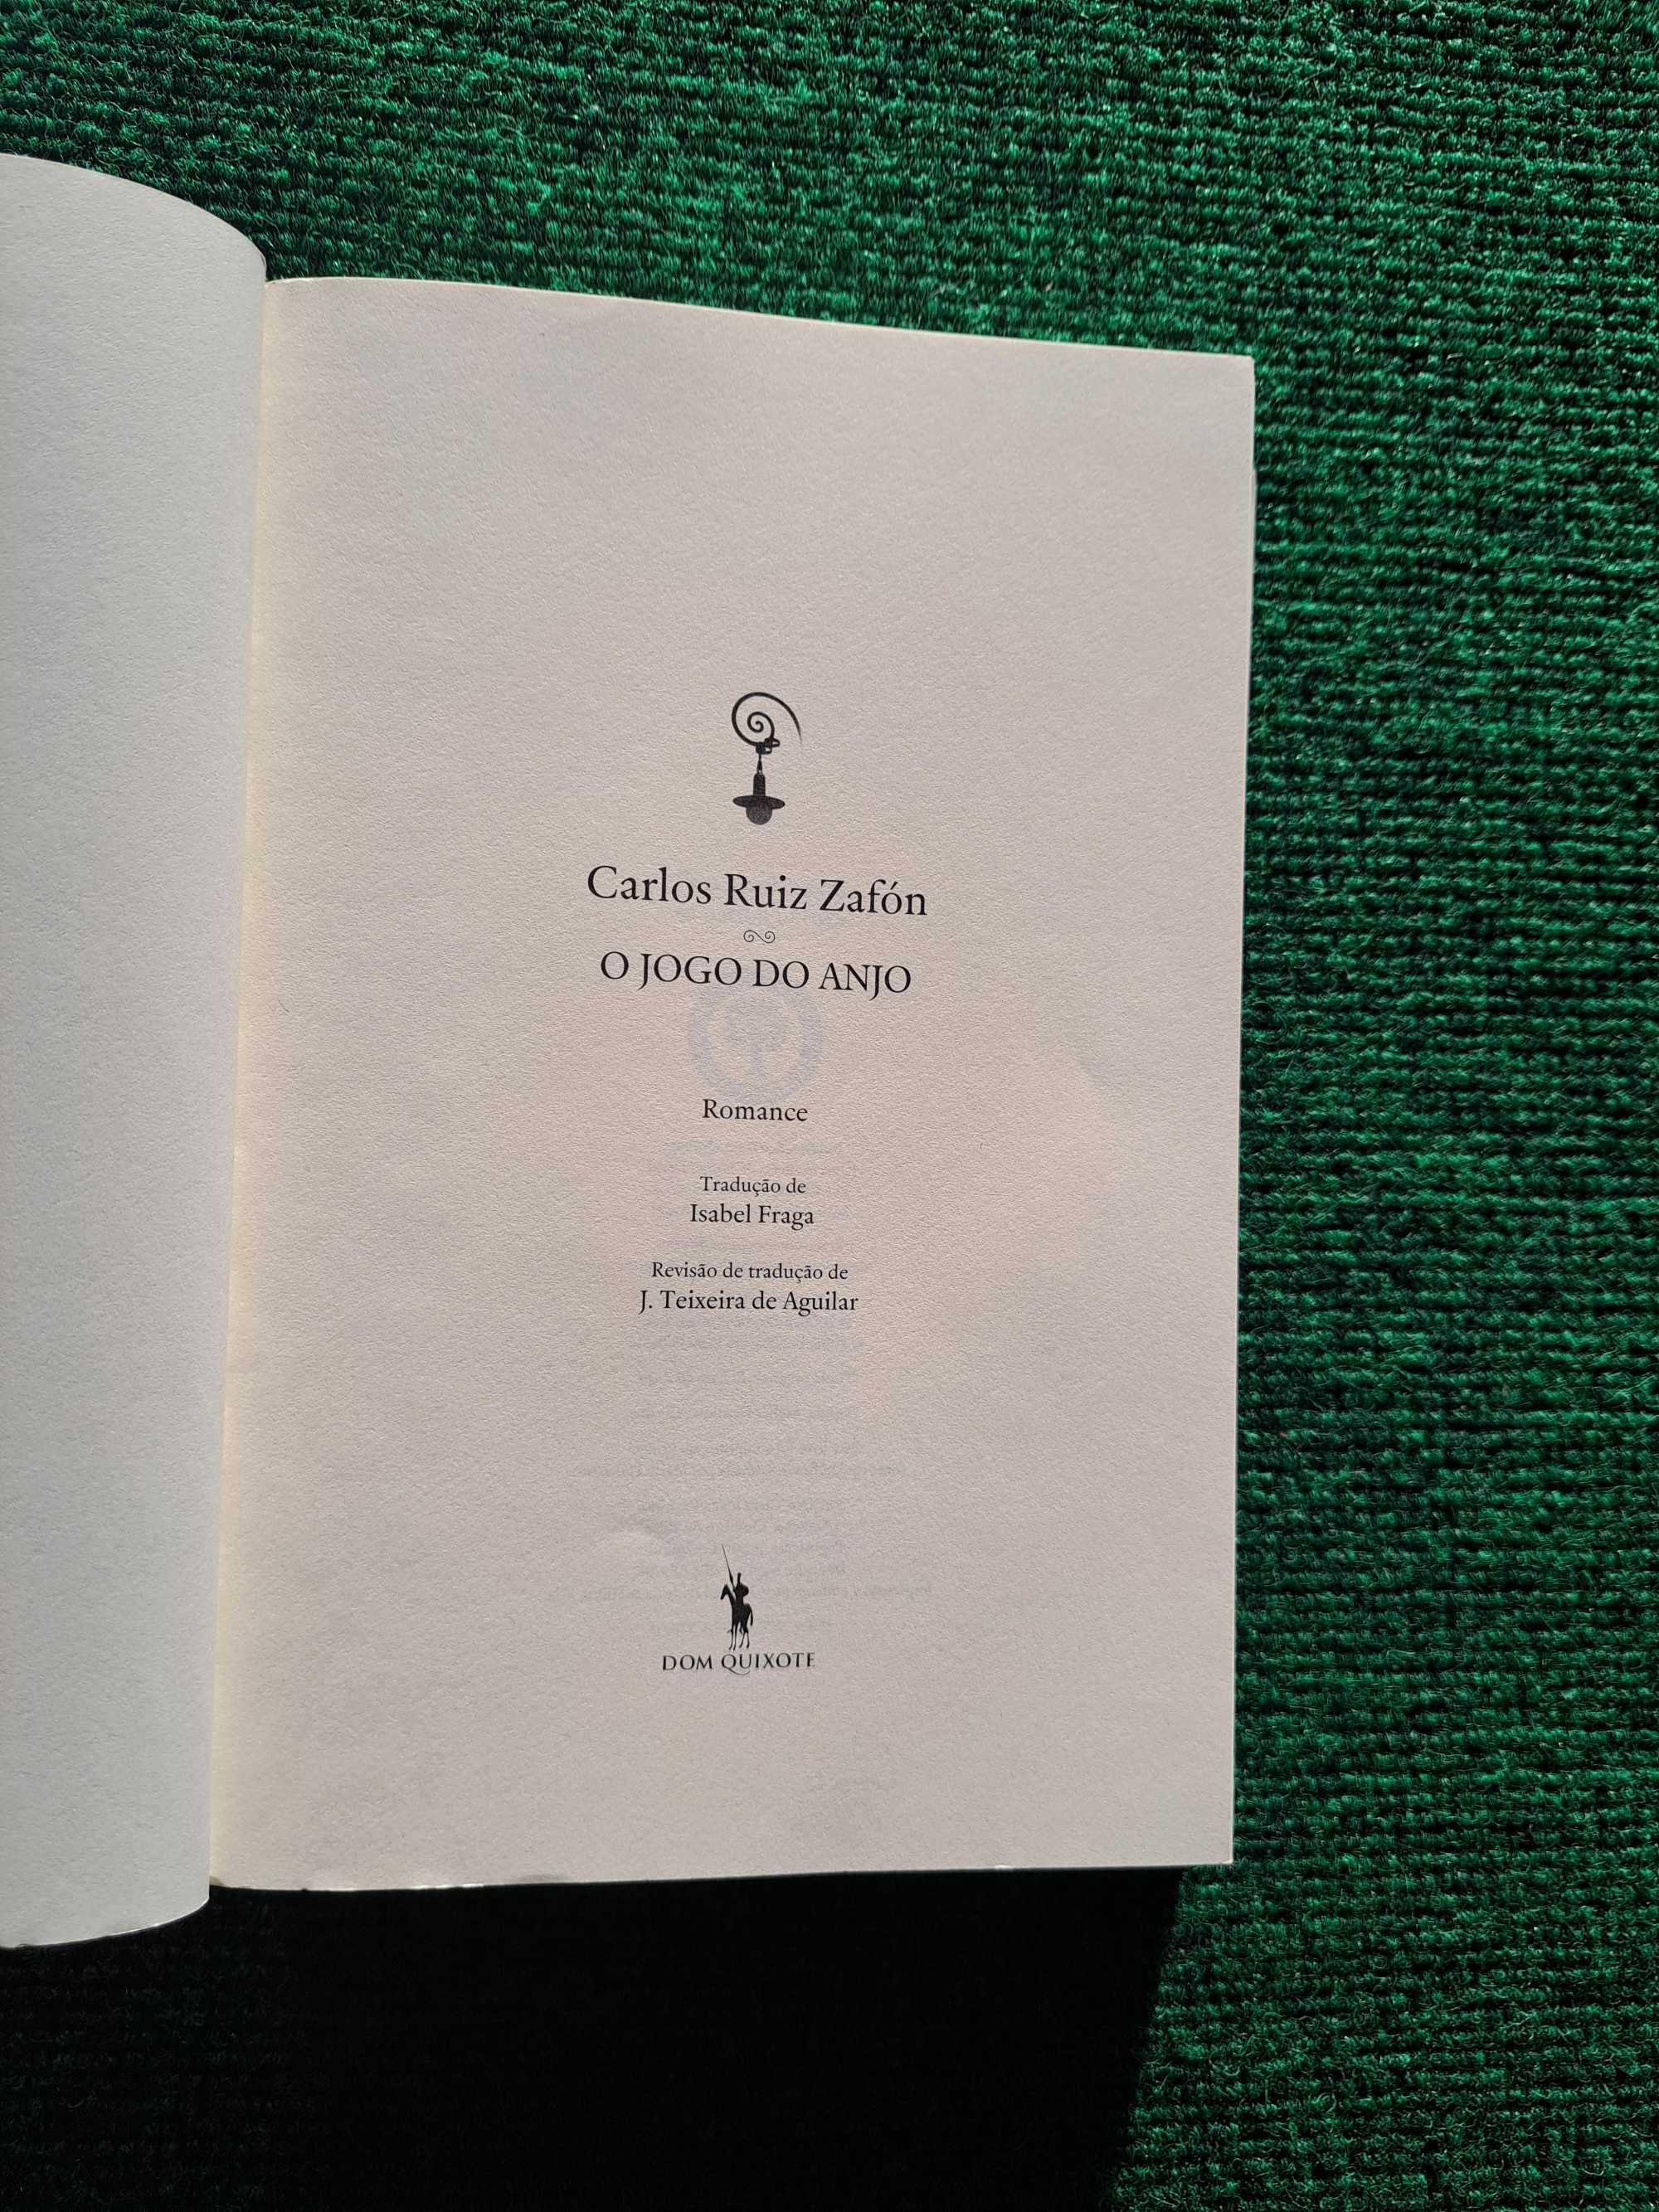 Carlos Ruiz Zafón
O JOGO DO ANJO
Romance
Tradução de
Isabel Fraga
Revisão de tradução de
J. Teixeira de Aguilar
DOM QUIXOTE